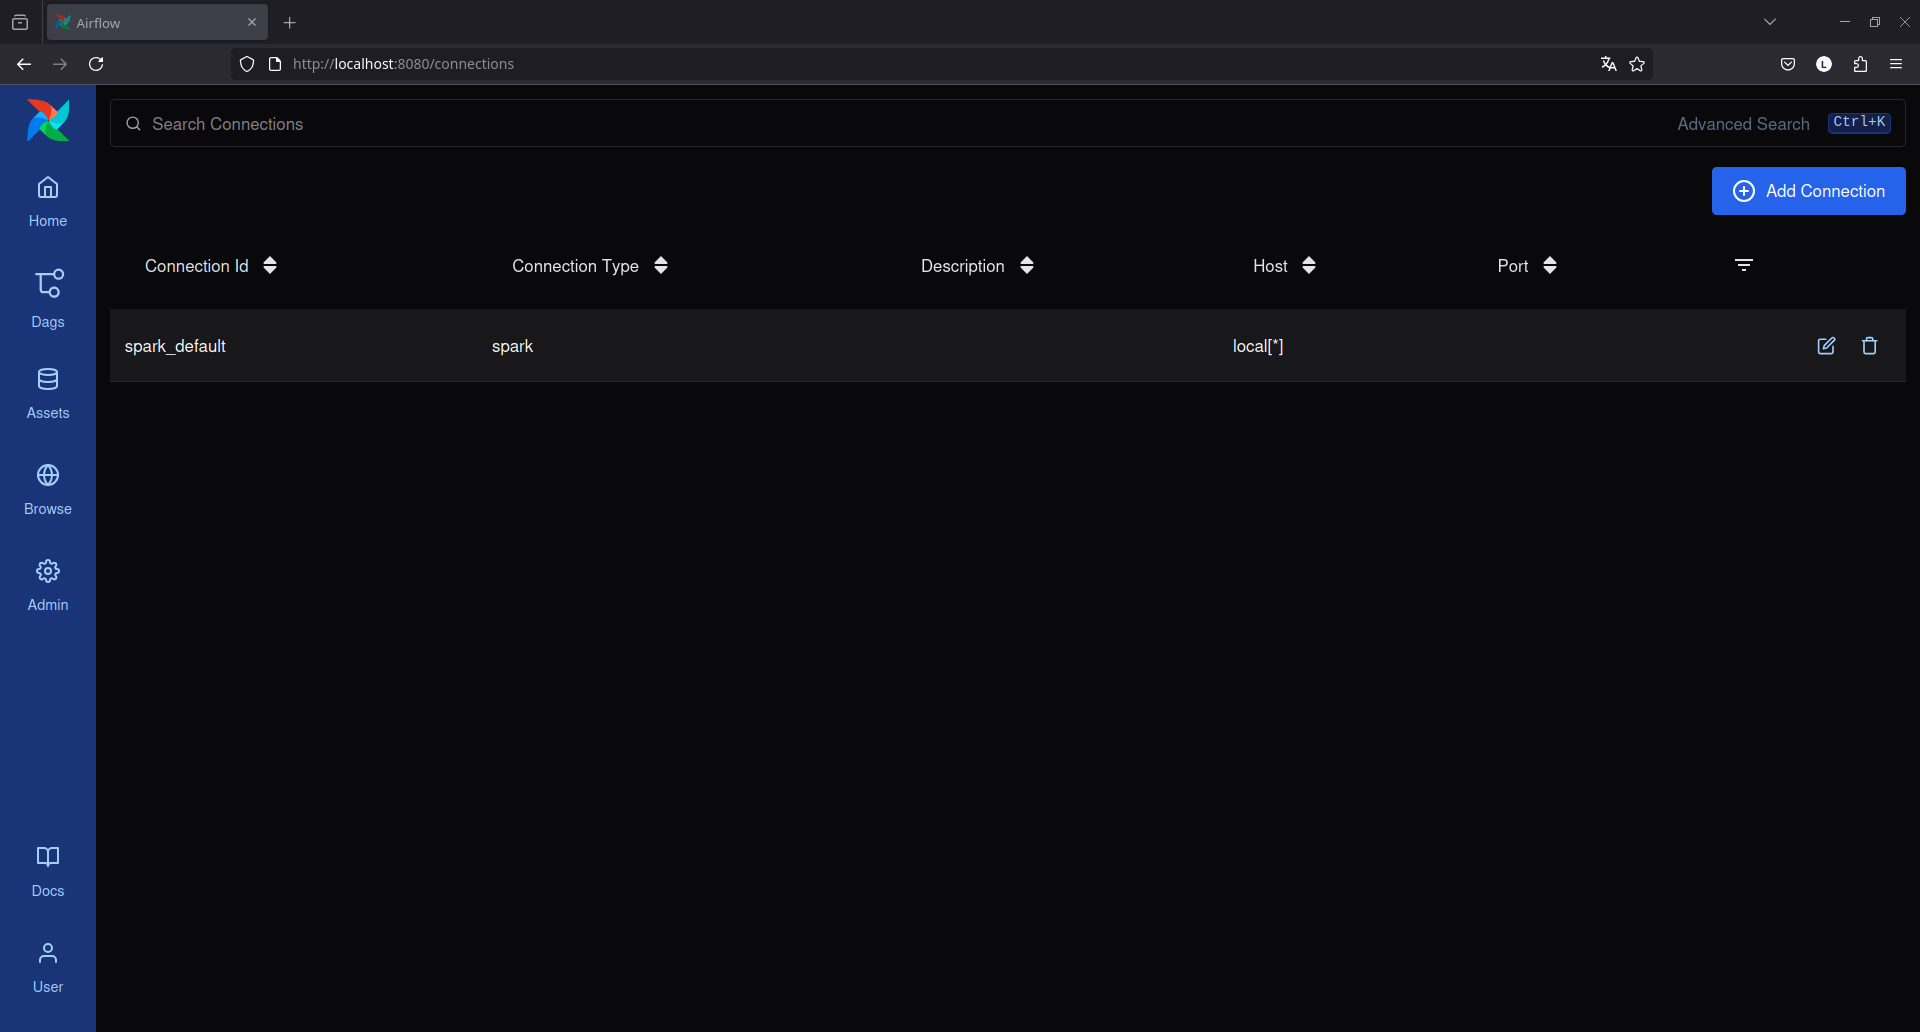 Airflow
http://localhost:8080/connections
L
Search Connections
Advanced Search Ctrl+K
Add Connection
Home
Dags
Assets
Browse
Admin
Docs
User
Connection Id Connection Type Description Host Port
spark_default spark local[*]